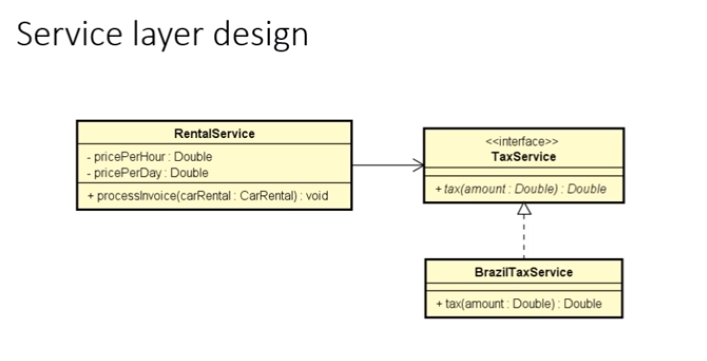 Service layer design
RentalService
- pricePerHour : Double
- pricePerDay : Double
+ processInvoice(carRental : CarRental) : void
<<interface>>
TaxService
+ tax(amount : Double) : Double
BrazilTaxService
+ tax(amount : Double) : Double